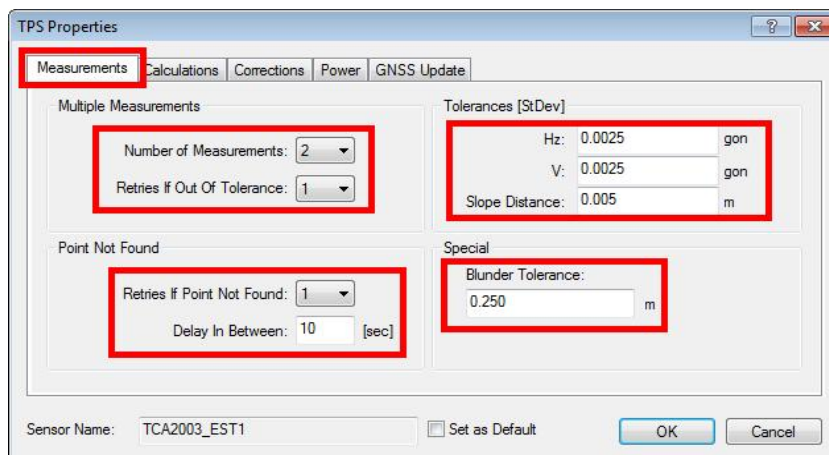 TPS Properties
Measurements Calculations Corrections Power GNSS Update
Multiple Measurements
Number of Measurements: 2
Retries If Out Of Tolerance: 1
Tolerances [StDev]
Hz: 0.0025 gon
V: 0.0025 gon
Slope Distance: 0.005 m
Point Not Found
Retries If Point Not Found: 1
Delay In Between: 10 [sec]
Special
Blunder Tolerance:
0.250 m
Sensor Name: TCA2003_EST1 Set as Default OK Cancel